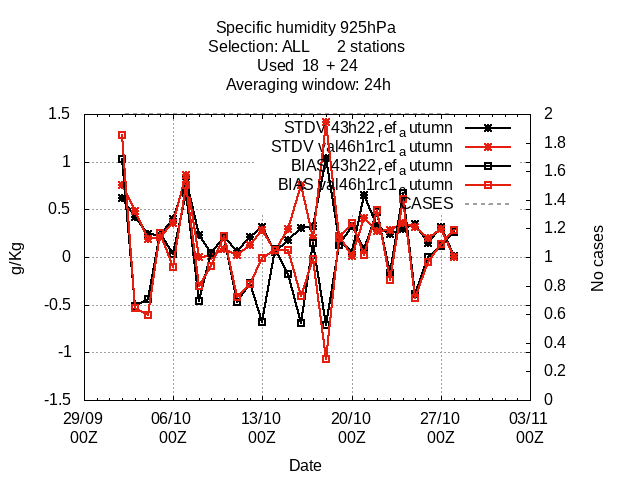 Specific humidity 925hPa
Selection: ALL 2 stations
Used 18 + 24
Averaging window: 24h
STDV 43h22_ref_autumn
STDV val46h1rc1_autumn
BIAS 43h22_ref_autumn
BIAS val46h1rc1_autumn
CASES
1.5
1
0.5
0
-0.5
-1
-1.5
g/Kg
2
1.8
1.6
1.4
1.2
1
0.8
0.6
0.4
0.2
0
No cases
29/09 06/10 13/10 20/10 27/10 03/11
00Z 00Z 00Z 00Z 00Z 00Z
Date